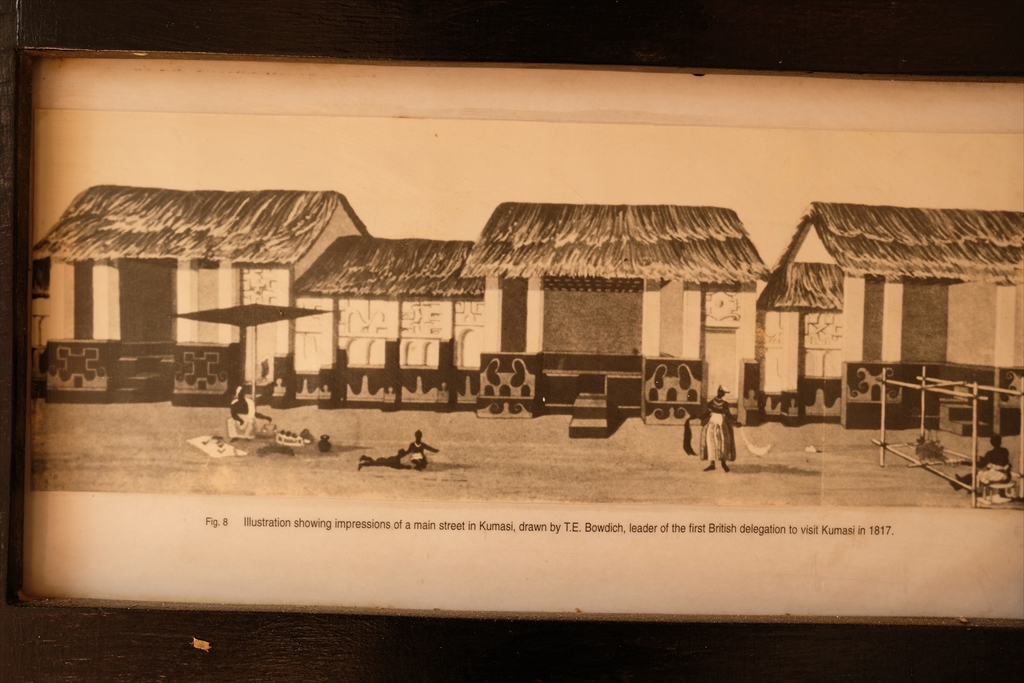 Fig. 8 Illustration showing impressions of a main street in Kumasi, drawn by T.E. Bowdich, leader of the first British delegation to visit Kumasi in 1817.